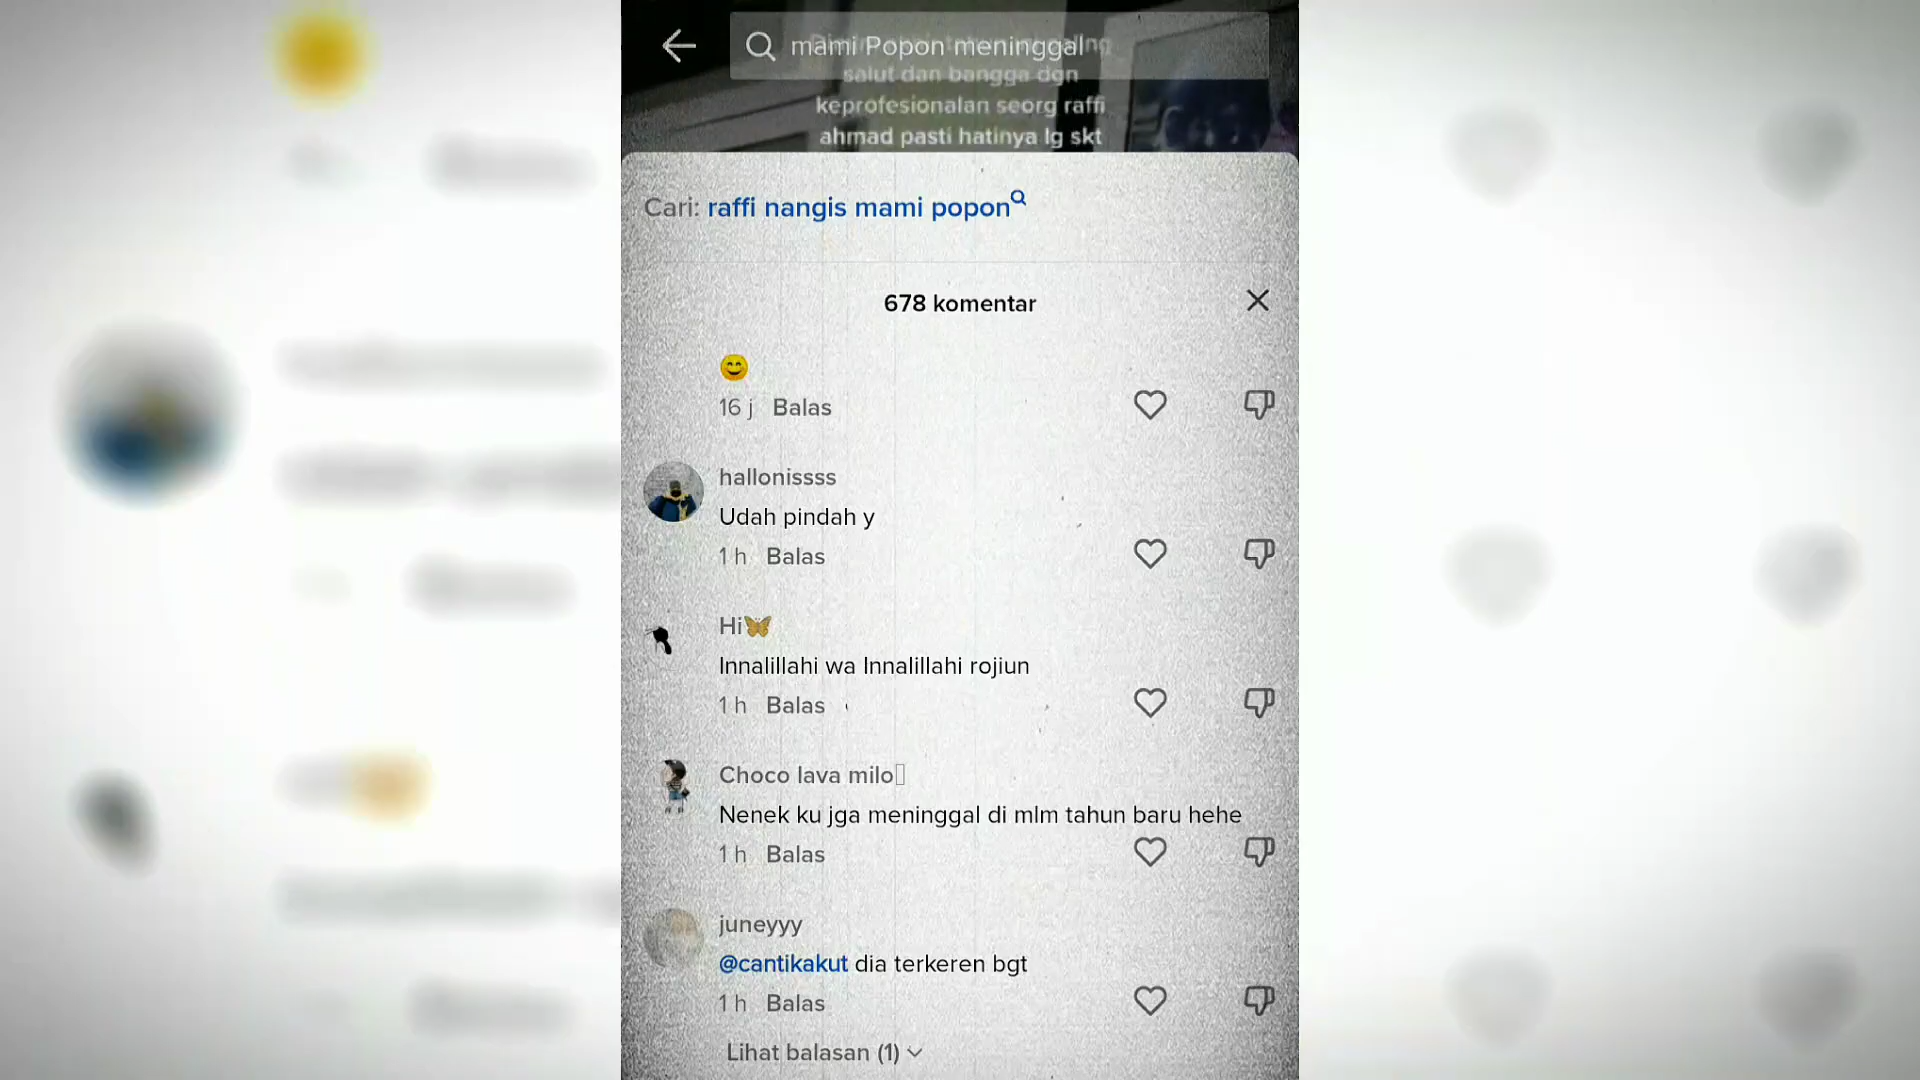 mami Popon meninggal
salut dan bangga dgn
keprofesionalan seorg raffi
ahmad pasti hatinya lg skt
Cari: raffi nangis mami popon
678 komentar
😊
16 j Balas
hallonissss
Udah pindah y
1 h Balas
Hi🦋
Innalillahi wa Innalillahi rojiun
1 h Balas
Choco lava milo
Nenek ku jga meninggal di mlm tahun baru hehe
1 h Balas
juneyyy
@cantikakut dia terkeren bgt
1 h Balas
Lihat balasan (1)